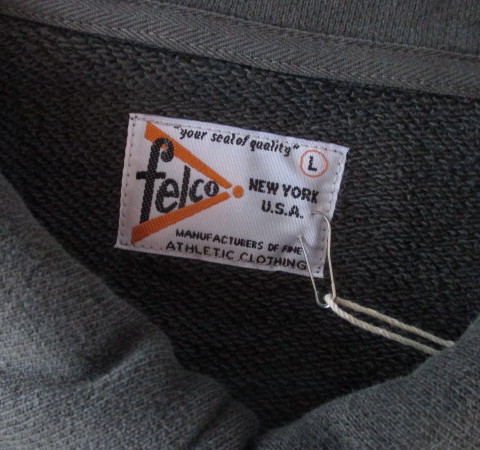 "your seal of quality"
L
felco
NEW YORK
U.S.A.
MANUFACTURERS OF FINE
ATHLETIC CLOTHING